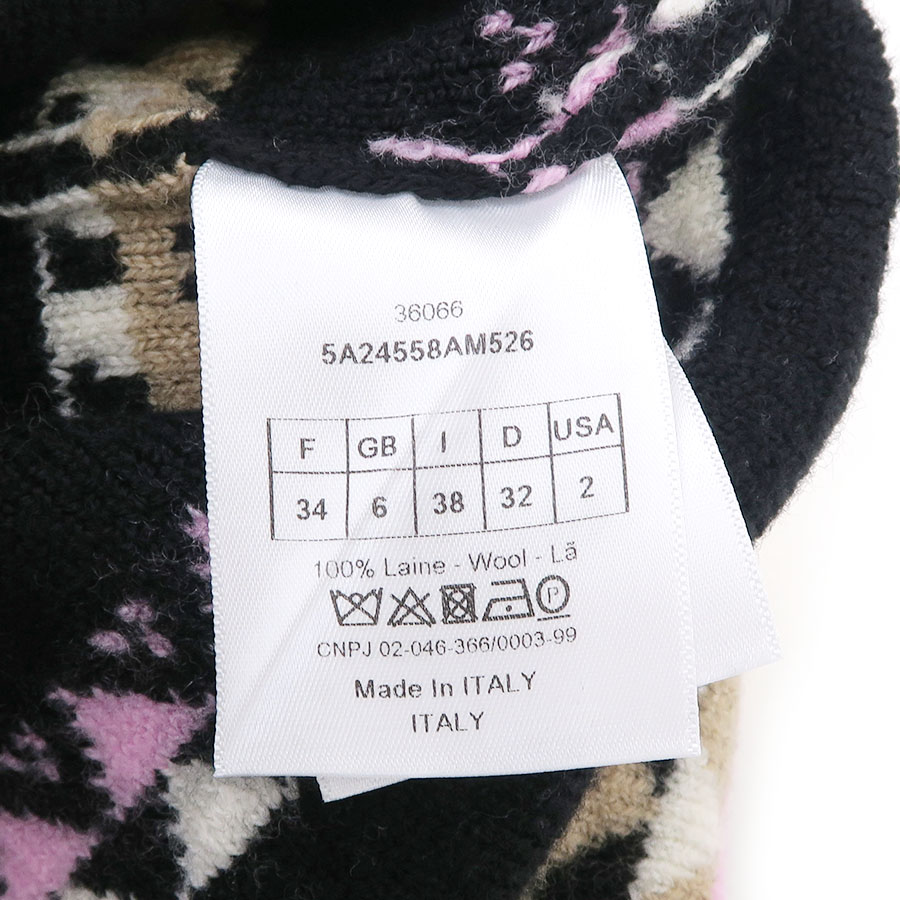 36066
5A24558AM526
F GB I D USA
34 6 38 32 2
100% Laine - Wool - Lã
P
CNPJ 02-046-366/0003-99
Made In ITALY
ITALY